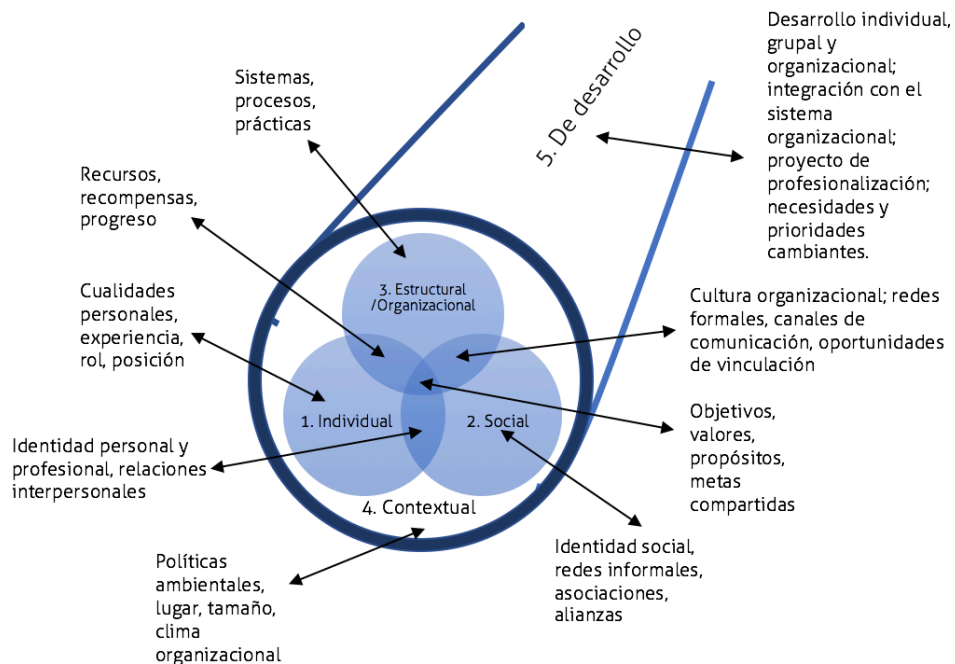 Sistemas,
procesos,
prácticas
5. De desarrollo
Desarrollo individual,
grupal y
organizacional;
integración con el
sistema
organizacional;
proyecto de
profesionalización;
necesidades y
prioridades
cambiantes.
Recursos,
recompensas,
progreso
3. Estructural
/Organizacional
Cualidades
personales,
experiencia,
rol, posición
Cultura organizacional; redes
formales, canales de
comunicación, oportunidades
de vinculación
1. Individual
2. Social
Objetivos,
valores,
propósitos,
metas
compartidas
Identidad personal y
profesional, relaciones
interpersonales
4. Contextual
Políticas
ambientales,
lugar, tamaño,
clima
organizacional
Identidad social,
redes informales,
asociaciones,
alianzas